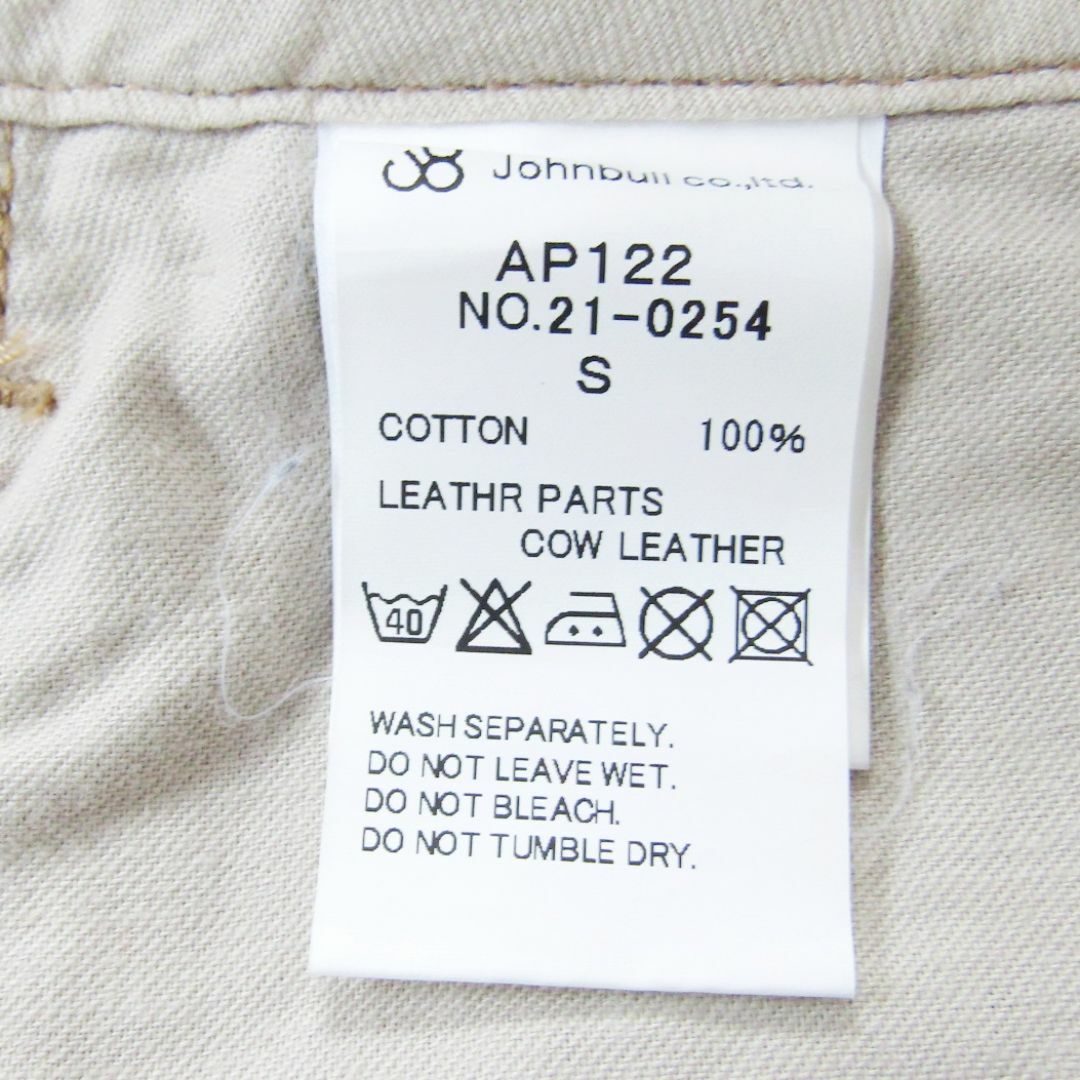 Johnbull co.,ltd.
AP122
NO.21-0254
S
COTTON 100%
LEATHR PARTS
COW LEATHER
40
WASH SEPARATELY.
DO NOT LEAVE WET.
DO NOT BLEACH.
DO NOT TUMBLE DRY.